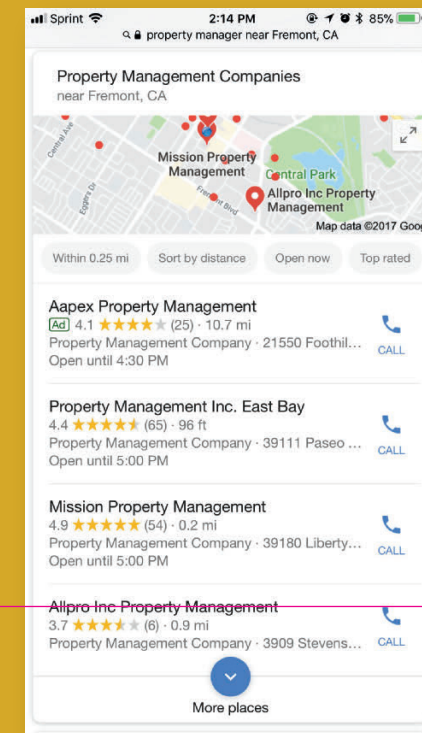 Sprint 2:14 PM 85%
property manager near Fremont, CA
Property Management Companies
near Fremont, CA
Central Ave
Mission Property
Management
Central Park
Fremont Blvd
Allpro Inc Property
Management
Eggers Dr
Map data ©2017 Goog
Within 0.25 mi Sort by distance Open now Top rated
Aapex Property Management
Ad 4.1 ★★★★★ (25) · 10.7 mi
Property Management Company · 21550 Foothil...
CALL
Open until 4:30 PM
Property Management Inc. East Bay
4.4 ★★★★★ (65) · 96 ft
Property Management Company · 39111 Paseo ...
CALL
Open until 5:00 PM
Mission Property Management
4.9 ★★★★★ (54) · 0.2 mi
Property Management Company · 39180 Liberty...
CALL
Open until 5:00 PM
Allpro Inc Property Management
3.7 ★★★★★ (6) · 0.9 mi
Property Management Company · 3909 Stevens...
CALL
More places